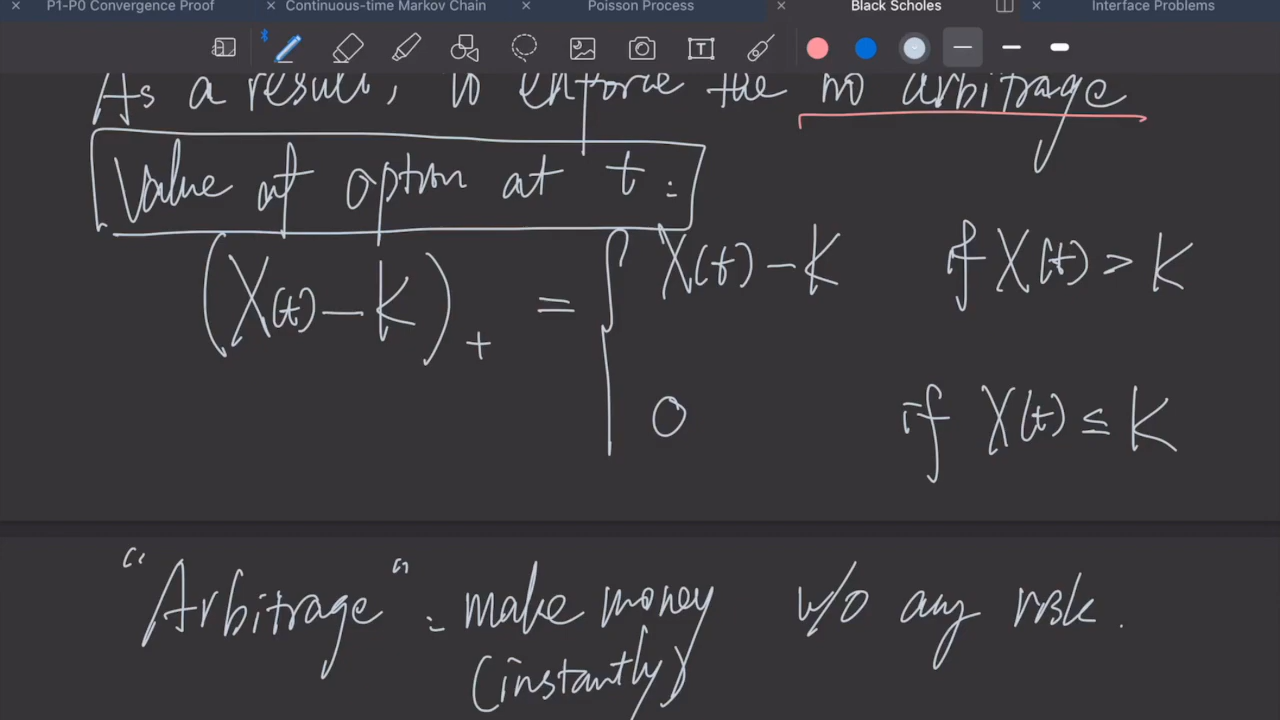 P1-P0 Convergence Proof × Continuous-time Markov Chain × Poisson Process × Black Scholes × Interface Problems
As a result, to enforce the no arbitrage
Value of option at t :
(X(t) – K)+ = { X(t) – K if X(t) > K
0 if X(t) ≤ K
"Arbitrage" : make money w/o any risk.
(instantly)